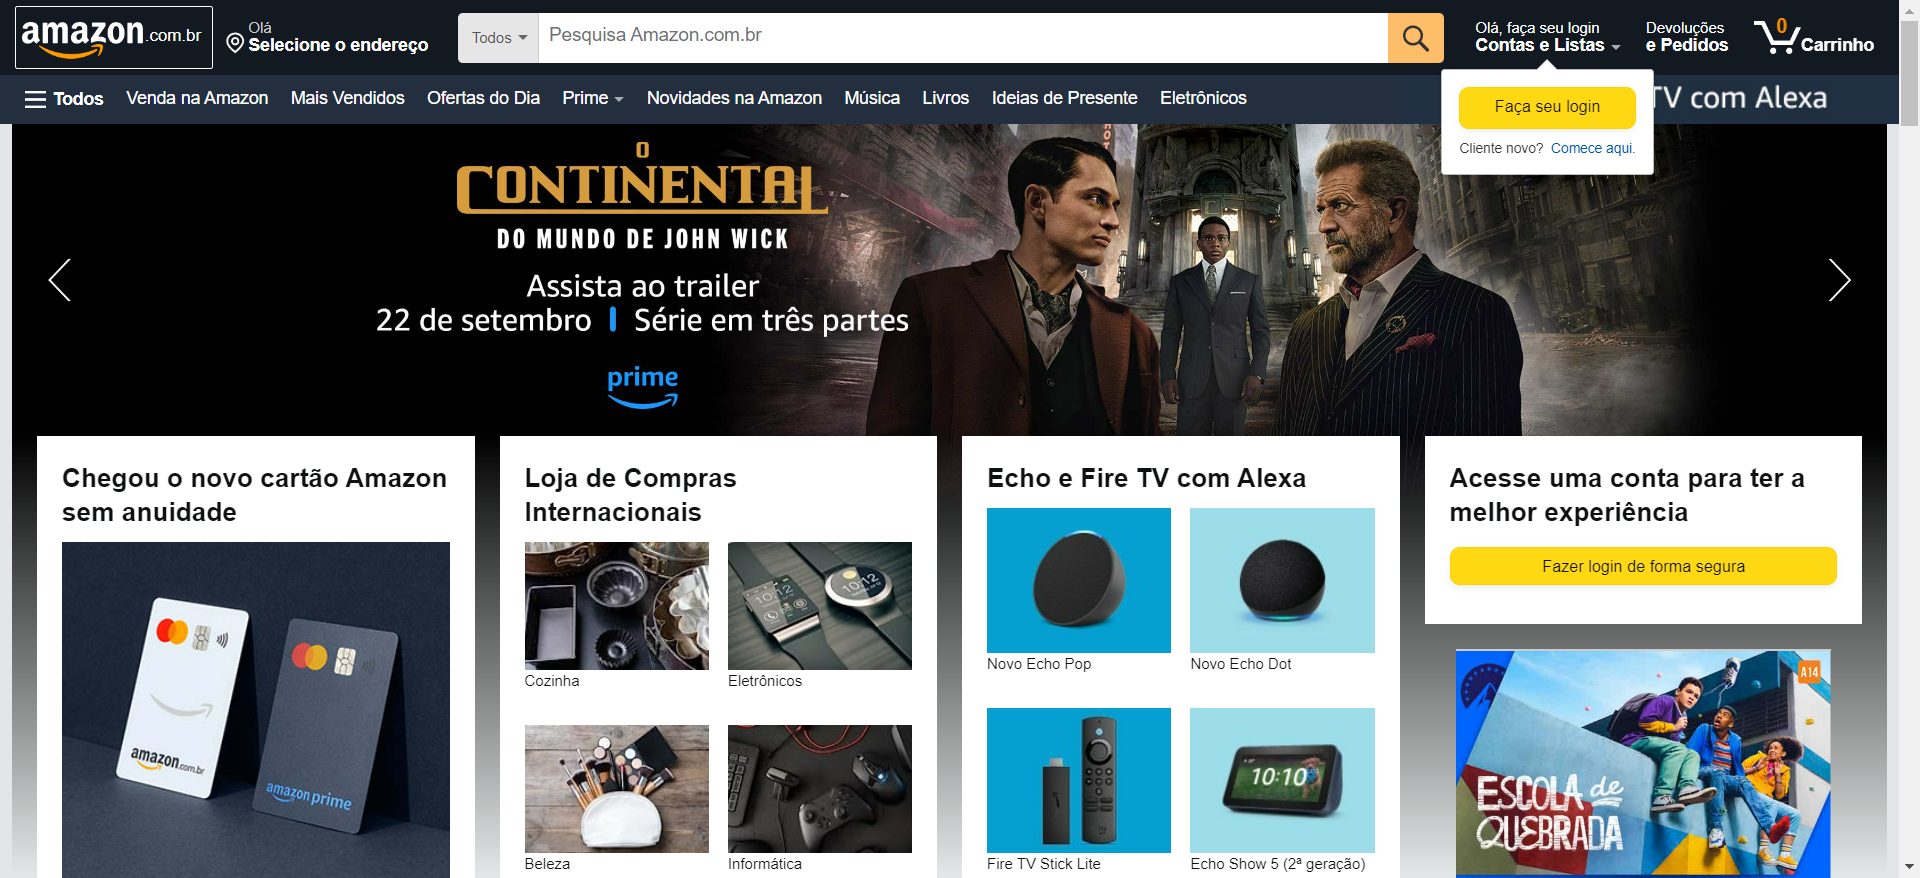 amazon.com.br
Olá
Selecione o endereço
Todos
Pesquisa Amazon.com.br
Olá, faça seu login
Contas e Listas
Devoluções
e Pedidos
0
Carrinho
Todos
Venda na Amazon
Mais Vendidos
Ofertas do Dia
Prime
Novidades na Amazon
Música
Livros
Ideias de Presente
Eletrônicos
TV com Alexa
Faça seu login
Cliente novo? Comece aqui.
O
CONTINENTAL
DO MUNDO DE JOHN WICK
Assista ao trailer
22 de setembro | Série em três partes
prime
Chegou o novo cartão Amazon
sem anuidade
amazon.com.br
amazon prime
Loja de Compras
Internacionais
10:12
10:12
Cozinha
Eletrônicos
Beleza
Informática
Echo e Fire TV com Alexa
Novo Echo Pop
Novo Echo Dot
10:10
Fire TV Stick Lite
Echo Show 5 (2ª geração)
Acesse uma conta para ter a
melhor experiência
Fazer login de forma segura
A14
ESCOLA de
QUEBRADA